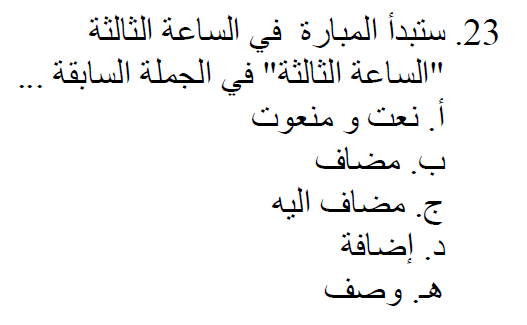 23. ستبدأ المبارة في الساعة الثالثة
"الساعة الثالثة" في الجملة السابقة ...
أ. نعت و منعوت
ب. مضاف
ج. مضاف اليه
د. إضافة
هـ. وصف